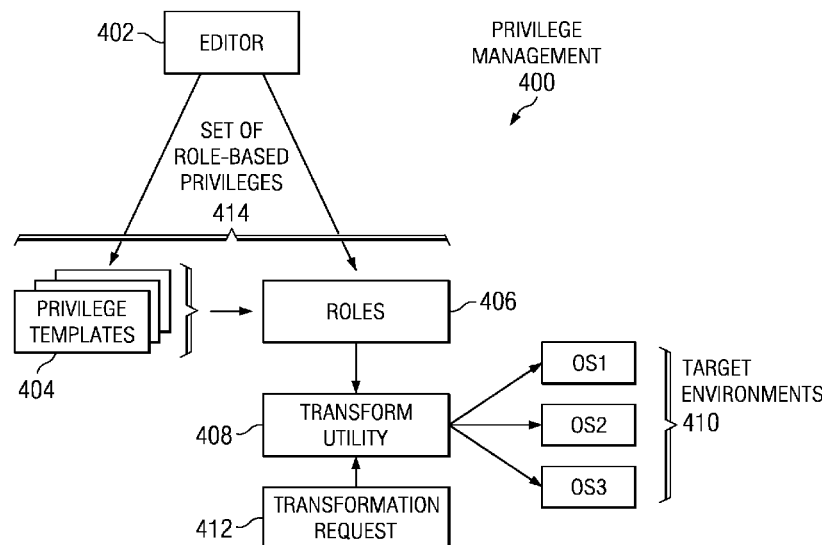 402
EDITOR
PRIVILEGE
MANAGEMENT
400
SET OF
ROLE-BASED
PRIVILEGES
414
PRIVILEGE
TEMPLATES
404
ROLES
406
TRANSFORM
UTILITY
408
TRANSFORMATION
REQUEST
412
OS1
OS2
OS3
TARGET
ENVIRONMENTS
410